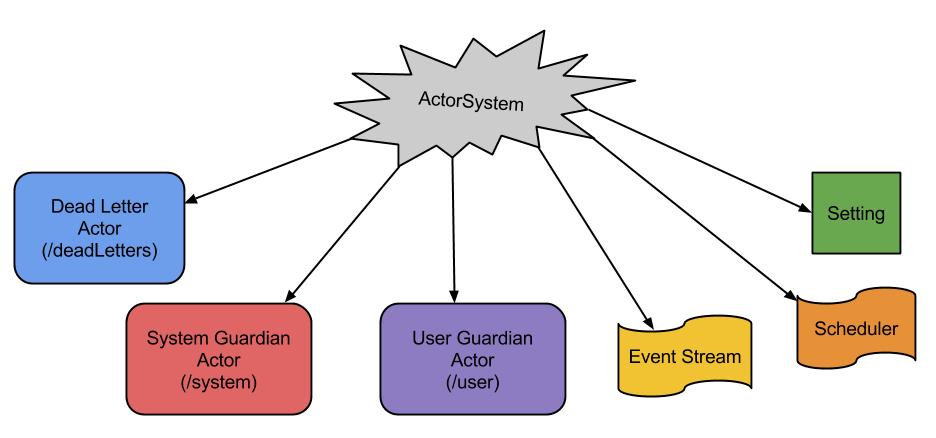 ActorSystem
Dead Letter
Actor
(/deadLetters)
System Guardian
Actor
(/system)
User Guardian
Actor
(/user)
Event Stream
Scheduler
Setting